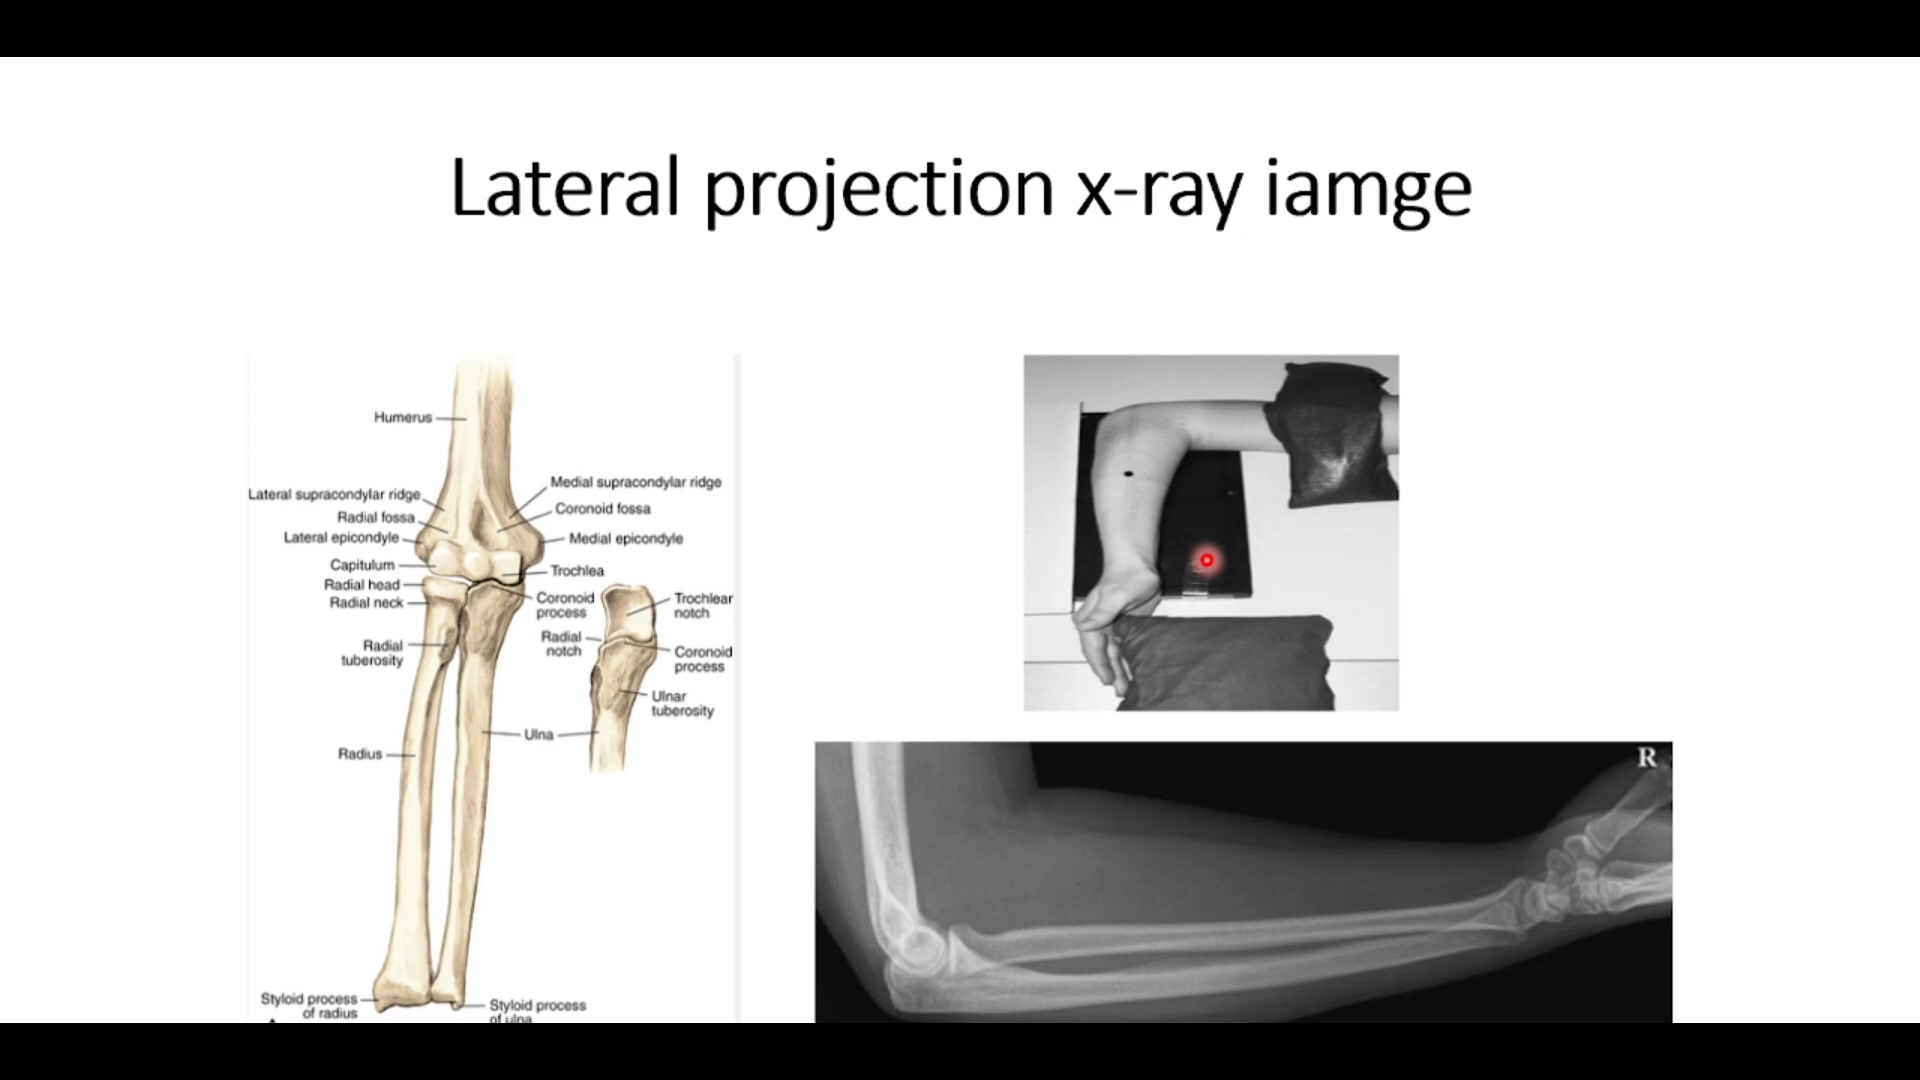 Lateral projection x-ray iamge
Humerus
Lateral supracondylar ridge
Radial fossa
Lateral epicondyle
Capitulum
Radial head
Radial neck
Radial
tuberosity
Radius
Styloid process
of radius
Medial supracondylar ridge
Coronoid fossa
Medial epicondyle
Trochlea
Coronoid
process
Radial
notch
Ulna
Styloid process
of ulna
Trochlear
notch
Coronoid
process
Ulnar
tuberosity
R